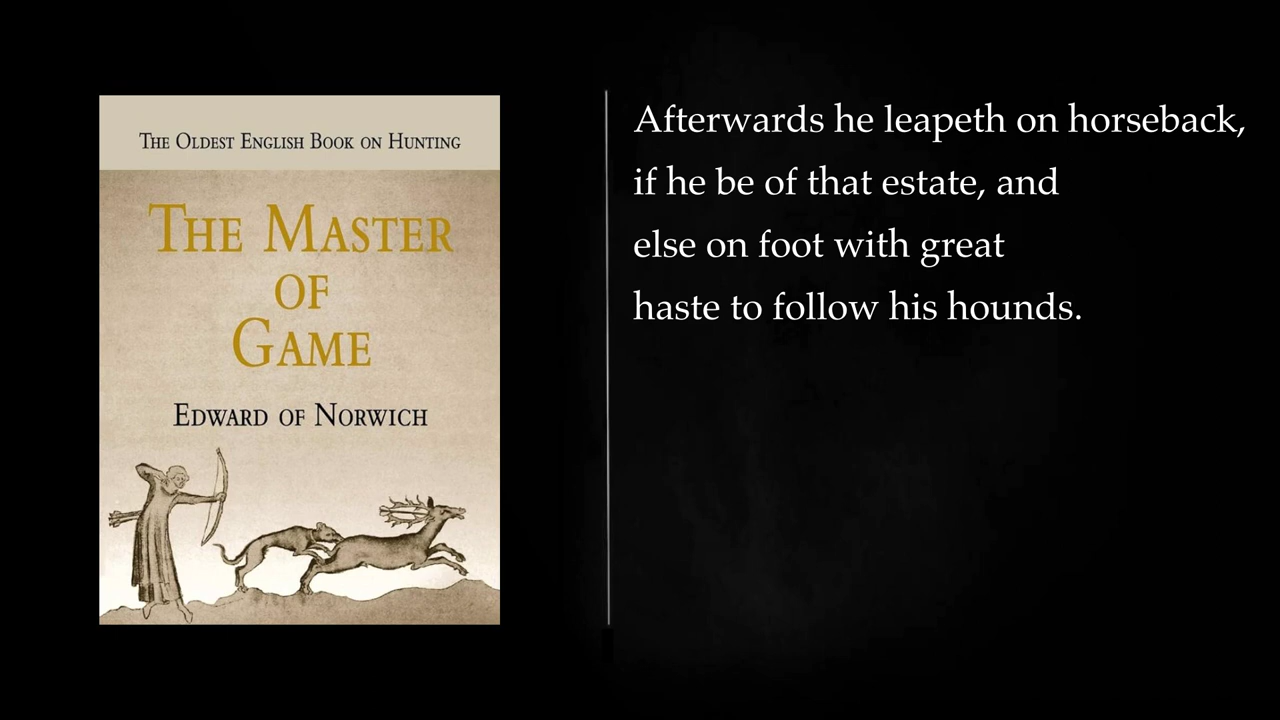 The Oldest English Book on Hunting
The Master
of
Game
Edward of Norwich
Afterwards he leapeth on horseback,
if he be of that estate, and
else on foot with great
haste to follow his hounds.